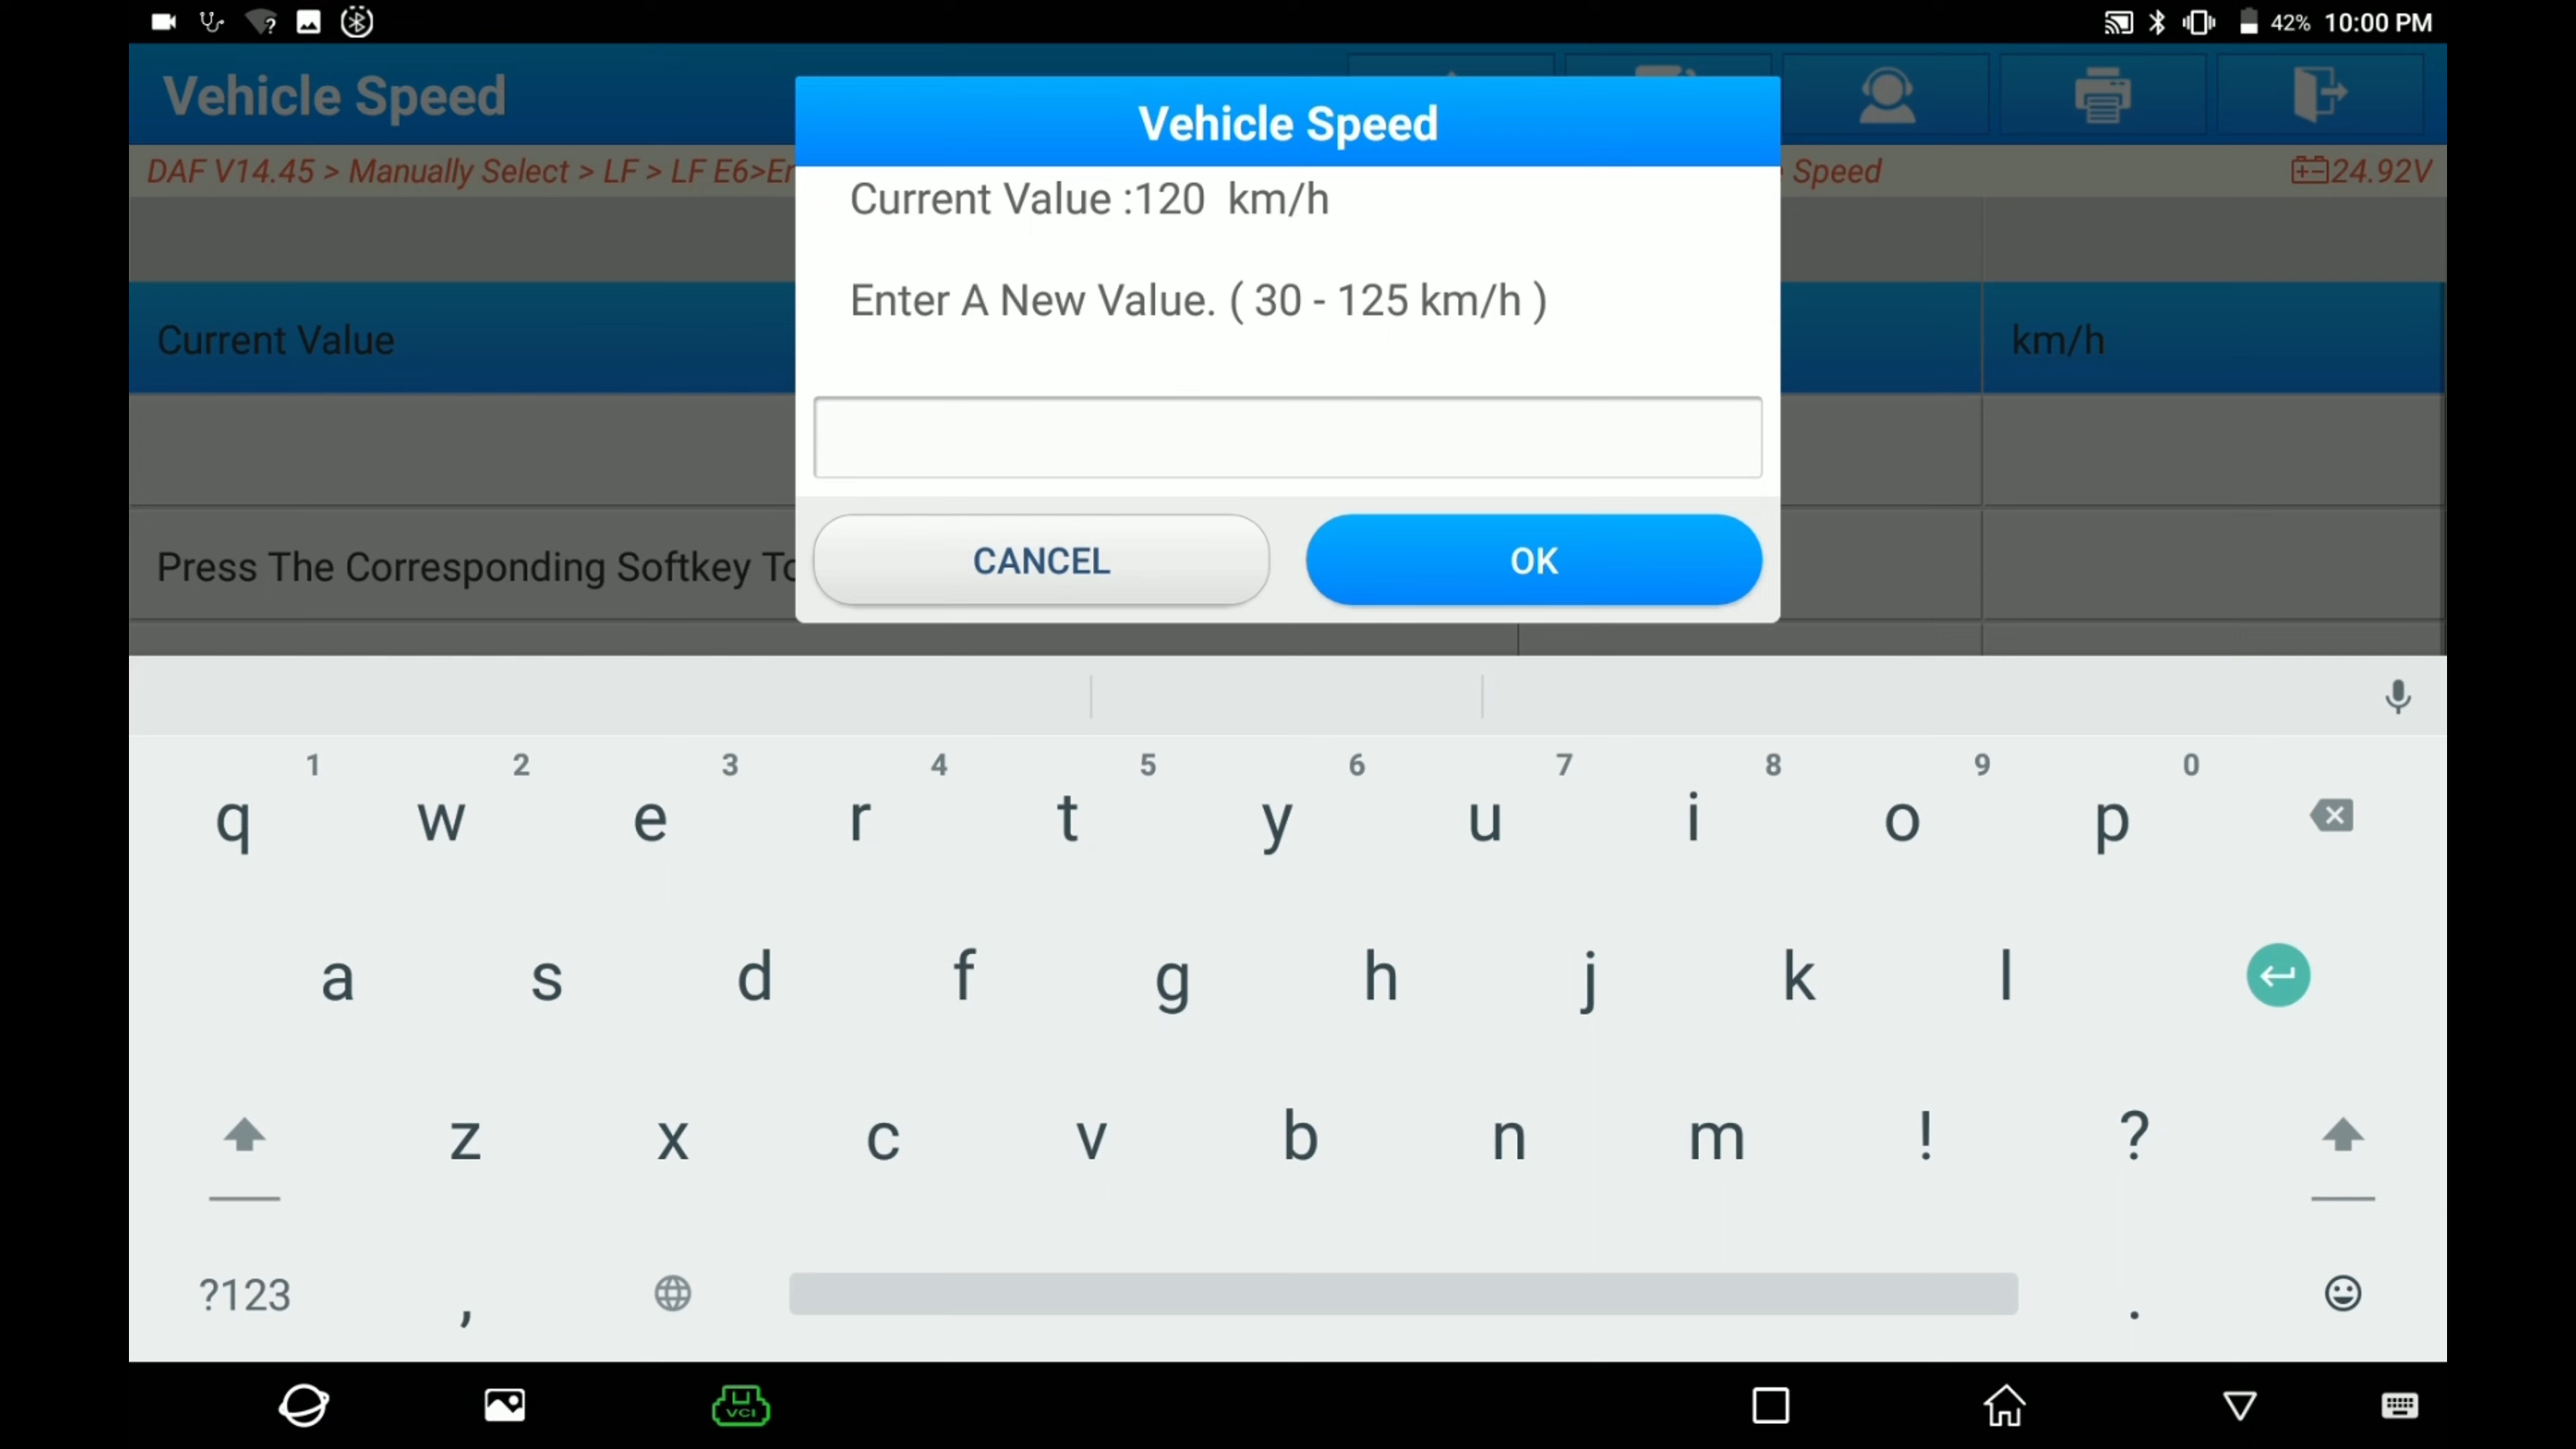 42% 10:00 PM
Vehicle Speed
DAF V14.45 > Manually Select > LF > LF E6>
Speed
24.92V
Vehicle Speed
Current Value :120 km/h
Enter A New Value. ( 30 - 125 km/h )
CANCEL
OK
Current Value
km/h
Press The Corresponding Softkey
1 2 3 4 5 6 7 8 9 0
q w e r t y u i o p
a s d f g h j k l
z x c v b n m ! ?
?123 , .
VCI